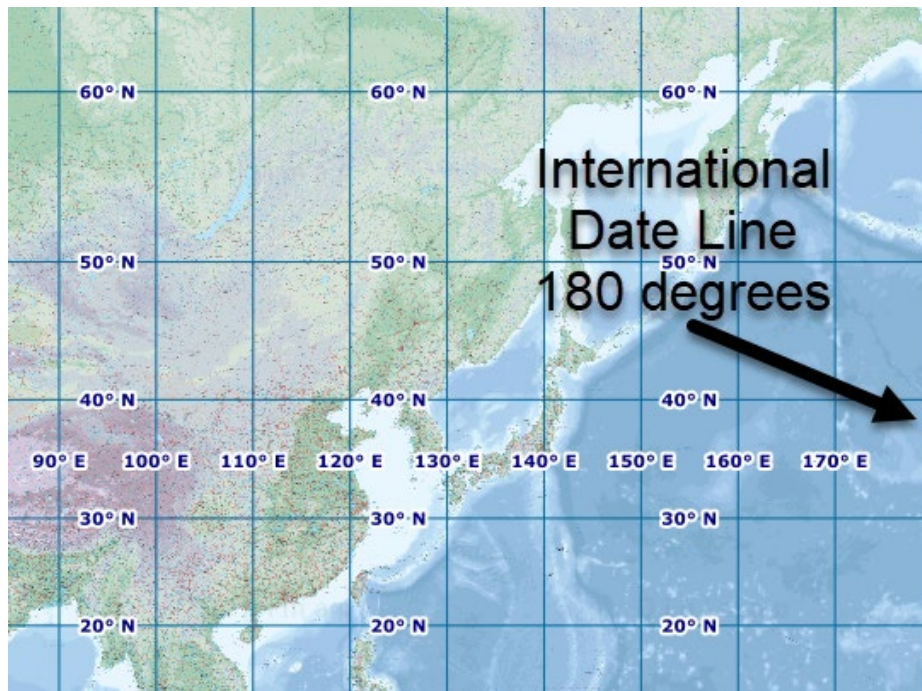 60° N 60° N 60° N
International
Date Line
50° N 50° N 50° N
180 degrees
40° N 40° N 40° N
90° E 100° E 110° E 120° E 130° E 140° E 150° E 160° E 170° E
30° N 30° N 30° N
20° N 20° N 20° N